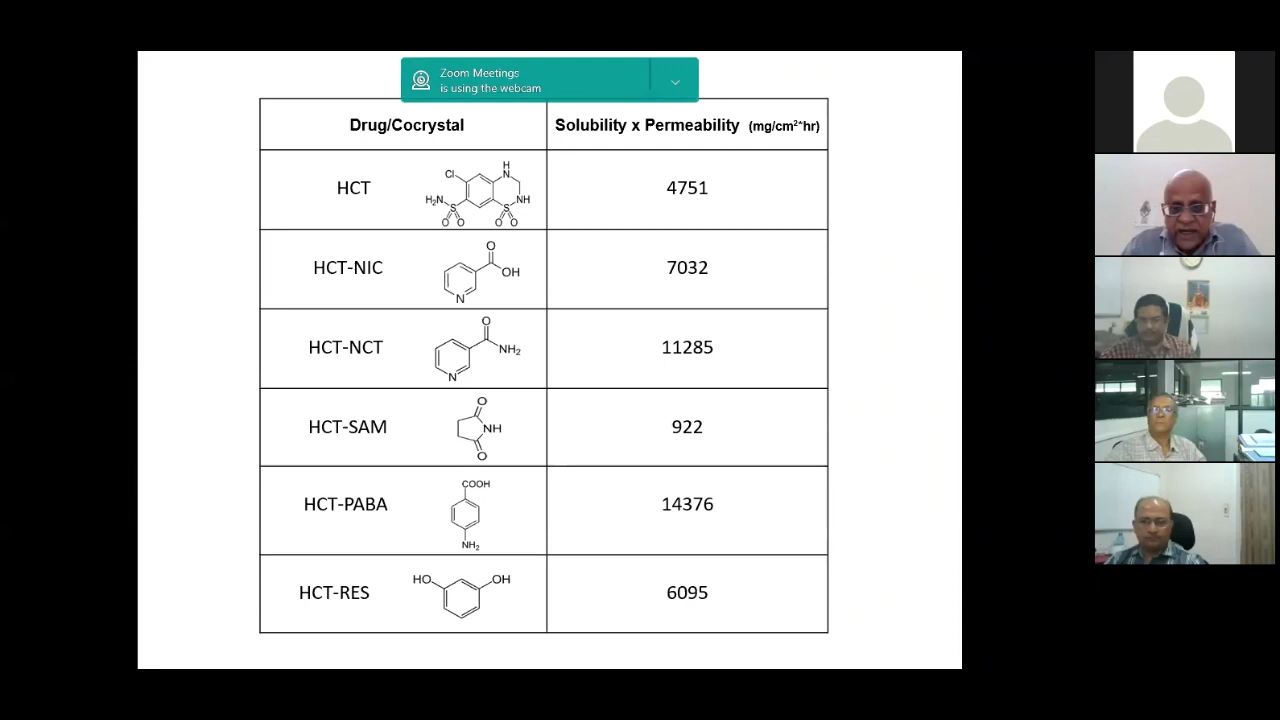 Zoom Meetings
is using the webcam
Drug/Cocrystal
Solubility x Permeability (mg/cm²*hr)
HCT
Cl
H
N
NH
S
O O
H₂N
S
O O
4751
HCT-NIC
O
OH
N
7032
HCT-NCT
O
NH₂
N
11285
HCT-SAM
O
NH
O
922
HCT-PABA
COOH
NH₂
14376
HCT-RES
HO
OH
6095